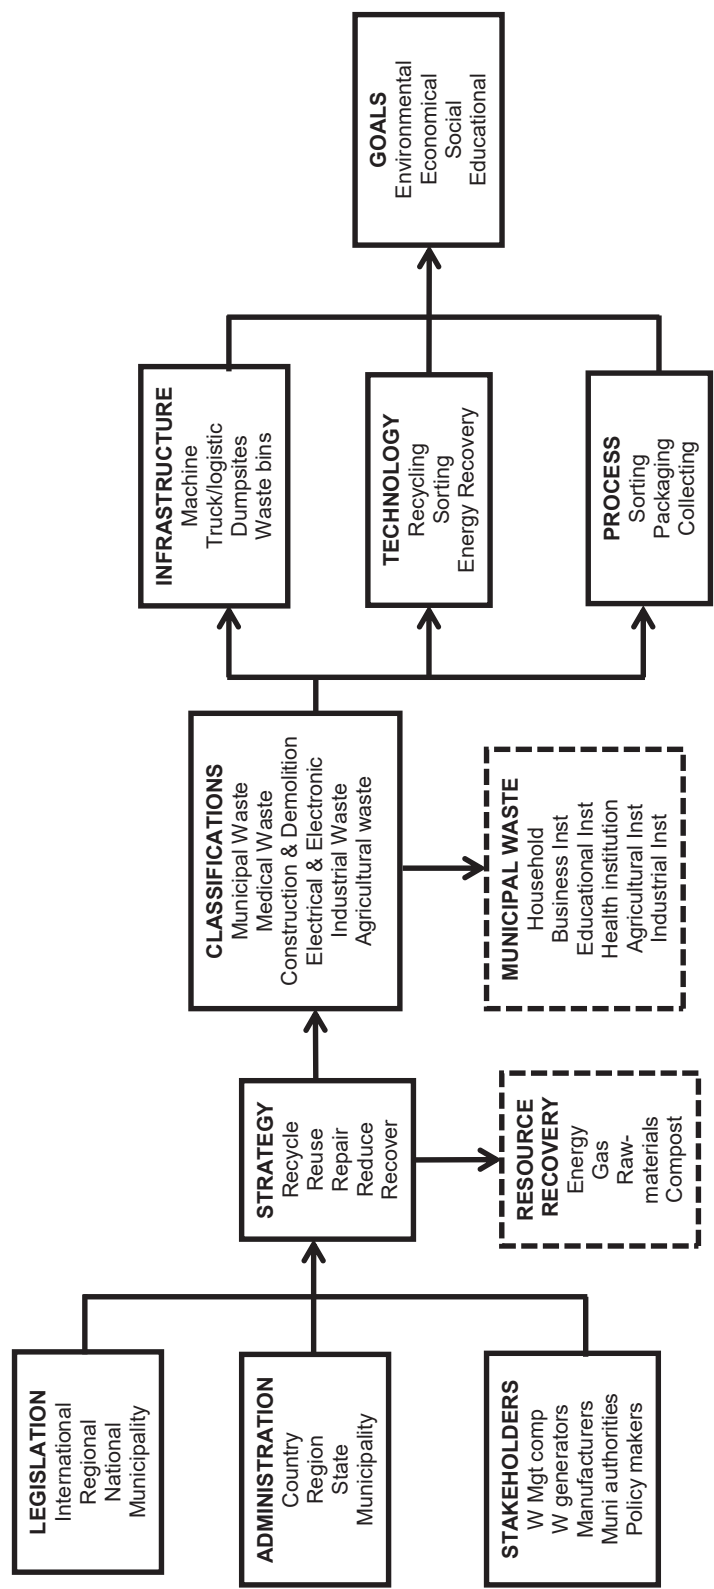 LEGISLATION
International
Regional
National
Municipality
ADMINISTRATION
Country
Region
State
Municipality
STAKEHOLDERS
W Mgt comp
W generators
Manufacturers
Muni authorities
Policy makers
STRATEGY
Recycle
Reuse
Repair
Reduce
Recover
RESOURCE
RECOVERY
Energy
Gas
Raw-
materials
Compost
CLASSIFICATIONS
Municipal Waste
Medical Waste
Construction & Demolition
Electrical & Electronic
Industrial Waste
Agricultural waste
MUNICIPAL WASTE
Household
Business Inst
Educational Inst
Health institution
Agricultural Inst
Industrial Inst
INFRASTRUCTURE
Machine
Truck/logistic
Dumpsites
Waste bins
TECHNOLOGY
Recycling
Sorting
Energy Recovery
PROCESS
Sorting
Packaging
Collecting
GOALS
Environmental
Economical
Social
Educational